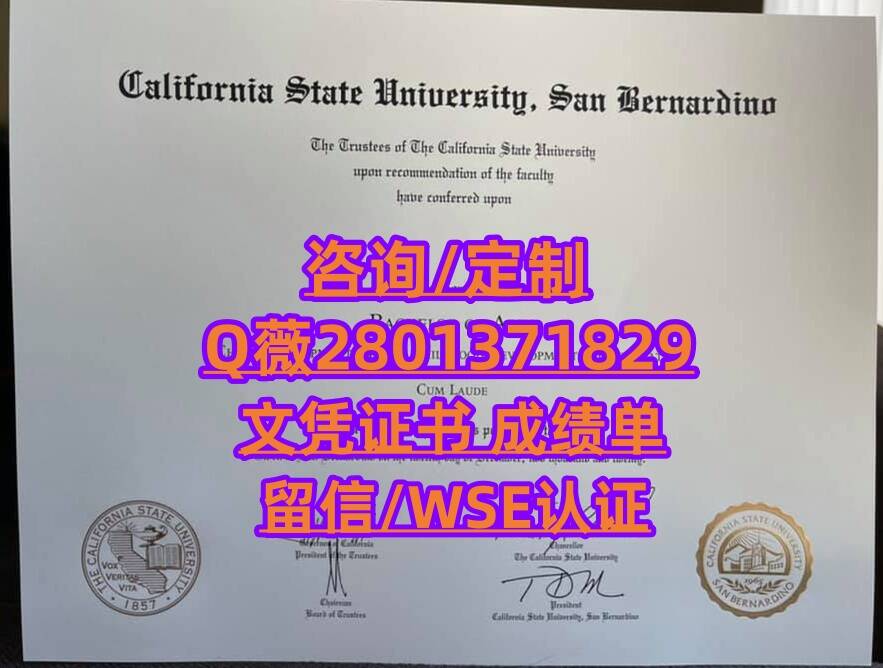 California State University, San Bernardino
The Trustees of The California State University
upon recommendation of the faculty
have conferred upon
咨询/定制
Q薇2801371829
Cum Laude
文凭证书 成绩单
留信/WSE认证
President of the Trustees
Chancellor
The California State University
Chairman
Board of Trustees
President
California State University, San Bernardino
THE CALIFORNIA STATE UNIVERSITY
VOX
VERITAS
VITA
1857
CALIFORNIA STATE UNIVERSITY
1965
SAN BERNARDINO